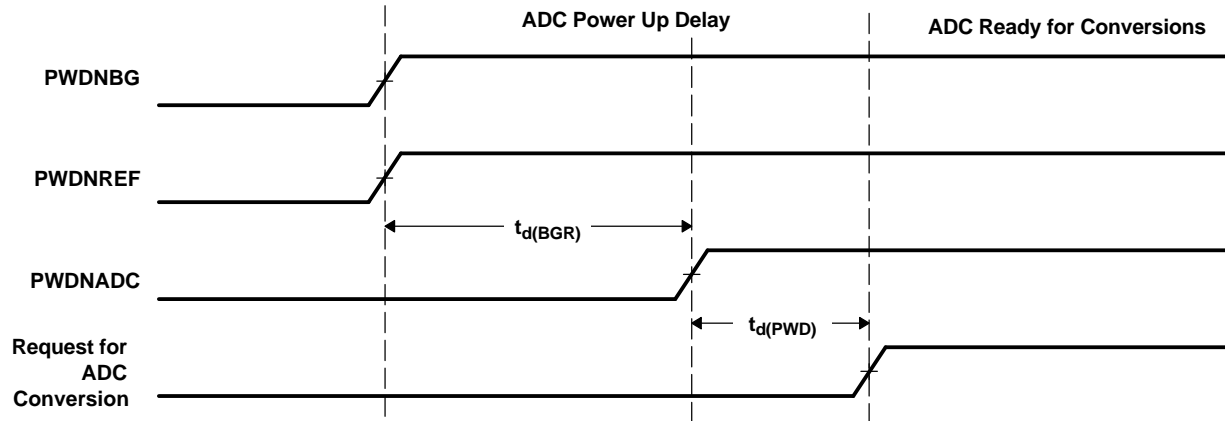 ADC Power Up Delay
ADC Ready for Conversions
PWDNBG
PWDNREF
td(BGR)
PWDNADC
td(PWD)
Request for
ADC
Conversion